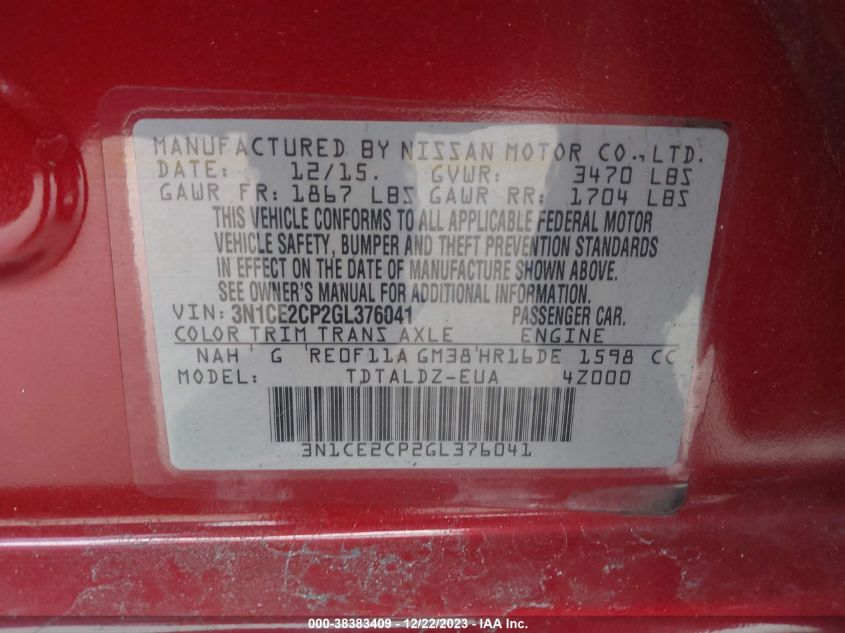 MANUFACTURED BY NISSAN MOTOR CO., LTD.
DATE: 12/15. GVWR: 3470 LBS
GAWR FR: 1867 LBS GAWR RR: 1704 LBS
THIS VEHICLE CONFORMS TO ALL APPLICABLE FEDERAL MOTOR
VEHICLE SAFETY, BUMPER AND THEFT PREVENTION STANDARDS
IN EFFECT ON THE DATE OF MANUFACTURE SHOWN ABOVE.
SEE OWNER'S MANUAL FOR ADDITIONAL INFORMATION.
VIN: 3N1CE2CP2GL376041 PASSENGER CAR.
COLOR TRIM TRANS AXLE ENGINE
NAH G RE0F11A GM38 HR16DE 1598 CC
MODEL: TDTALDZ-EUA 4Z000
3N1CE2CP2GL376041
000-38383409 - 12/22/2023 - IAA, Inc.